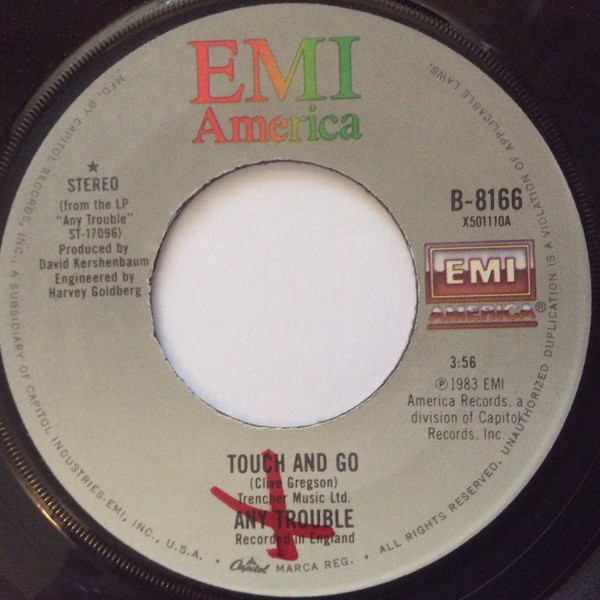 EMI
America
★
STEREO
(from the LP
"Any Trouble"
ST-17096)
Produced by
David Kershenbaum
Engineered by
Harvey Goldberg
B-8166
X501110A
EMI
AMERICA®
3:56
℗ 1983 EMI
America Records, a
division of Capitol
Records, Inc.
TOUCH AND GO
(Clive Gregson)
Trencher Music Ltd.
ANY TROUBLE
Recorded in England
MFG. BY CAPITOL RECORDS, INC., A SUBSIDIARY OF CAPITOL INDUSTRIES-EMI, INC., U.S.A. • Capitol MARCA REG. • ALL RIGHTS RESERVED. UNAUTHORIZED DUPLICATION IS A VIOLATION OF APPLICABLE LAWS.